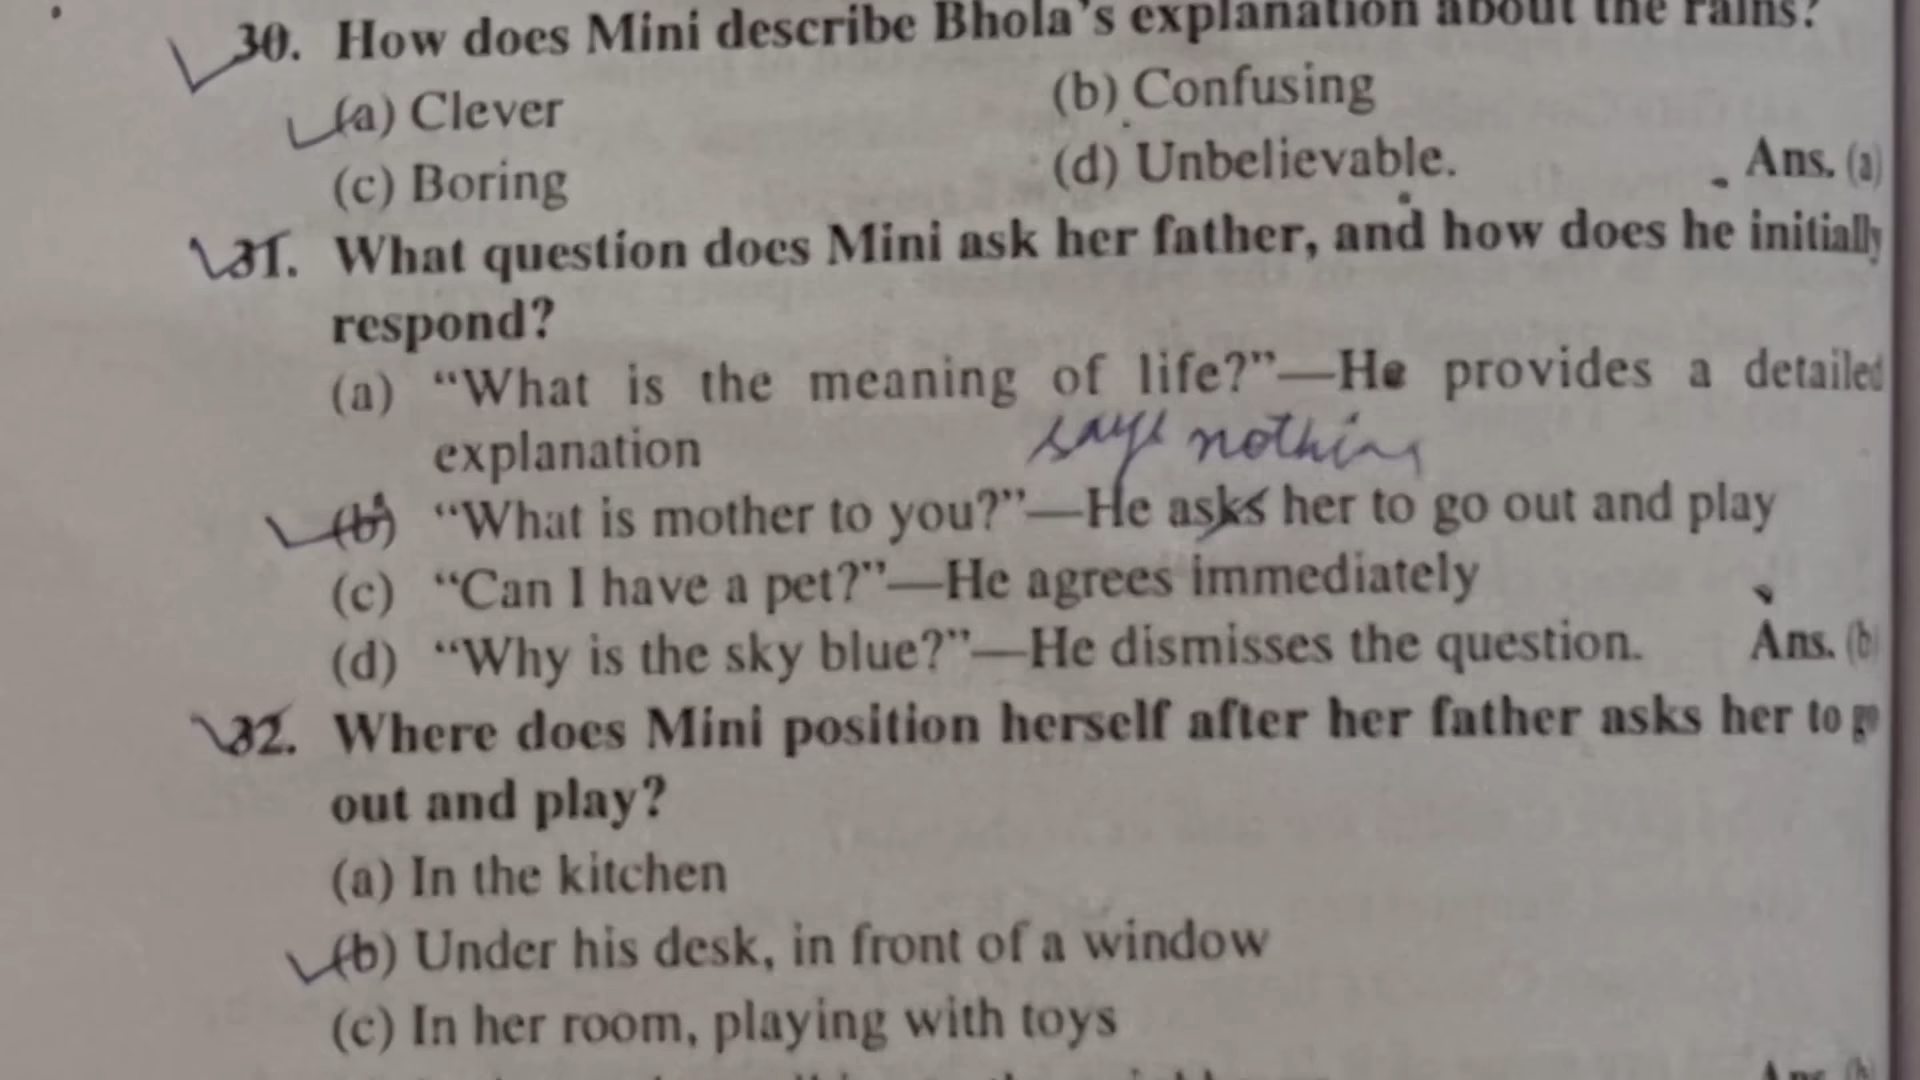 30. How does Mini describe Bhola's explanation about the rains?
(a) Clever (b) Confusing
(c) Boring (d) Unbelievable. Ans. (a)
31. What question does Mini ask her father, and how does he initially
respond?
(a) "What is the meaning of life?"—He provides a detailed
explanation
says nothing
(b) "What is mother to you?"—He asks her to go out and play
(c) "Can I have a pet?"—He agrees immediately
(d) "Why is the sky blue?"—He dismisses the question. Ans. (b)
32. Where does Mini position herself after her father asks her to go
out and play?
(a) In the kitchen
(b) Under his desk, in front of a window
(c) In her room, playing with toys